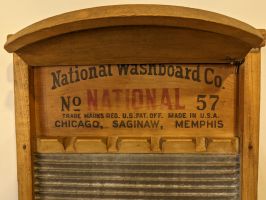 National Washboard Co.
No NATIONAL 57
TRADE MARKS REG. U.S. PAT. OFF. MADE IN U.S.A.
CHICAGO, SAGINAW, MEMPHIS